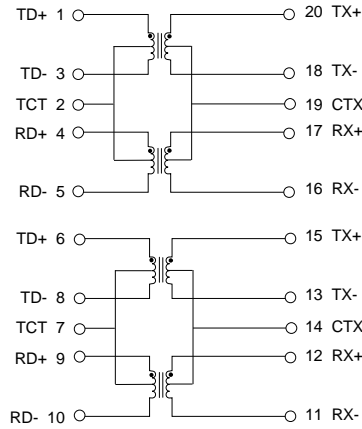 TD+ 1 20 TX+
TD- 3 18 TX-
TCT 2 19 CTX
RD+ 4 17 RX+
RD- 5 16 RX-
TD+ 6 15 TX+
TD- 8 13 TX-
TCT 7 14 CTX
RD+ 9 12 RX+
RD- 10 11 RX-